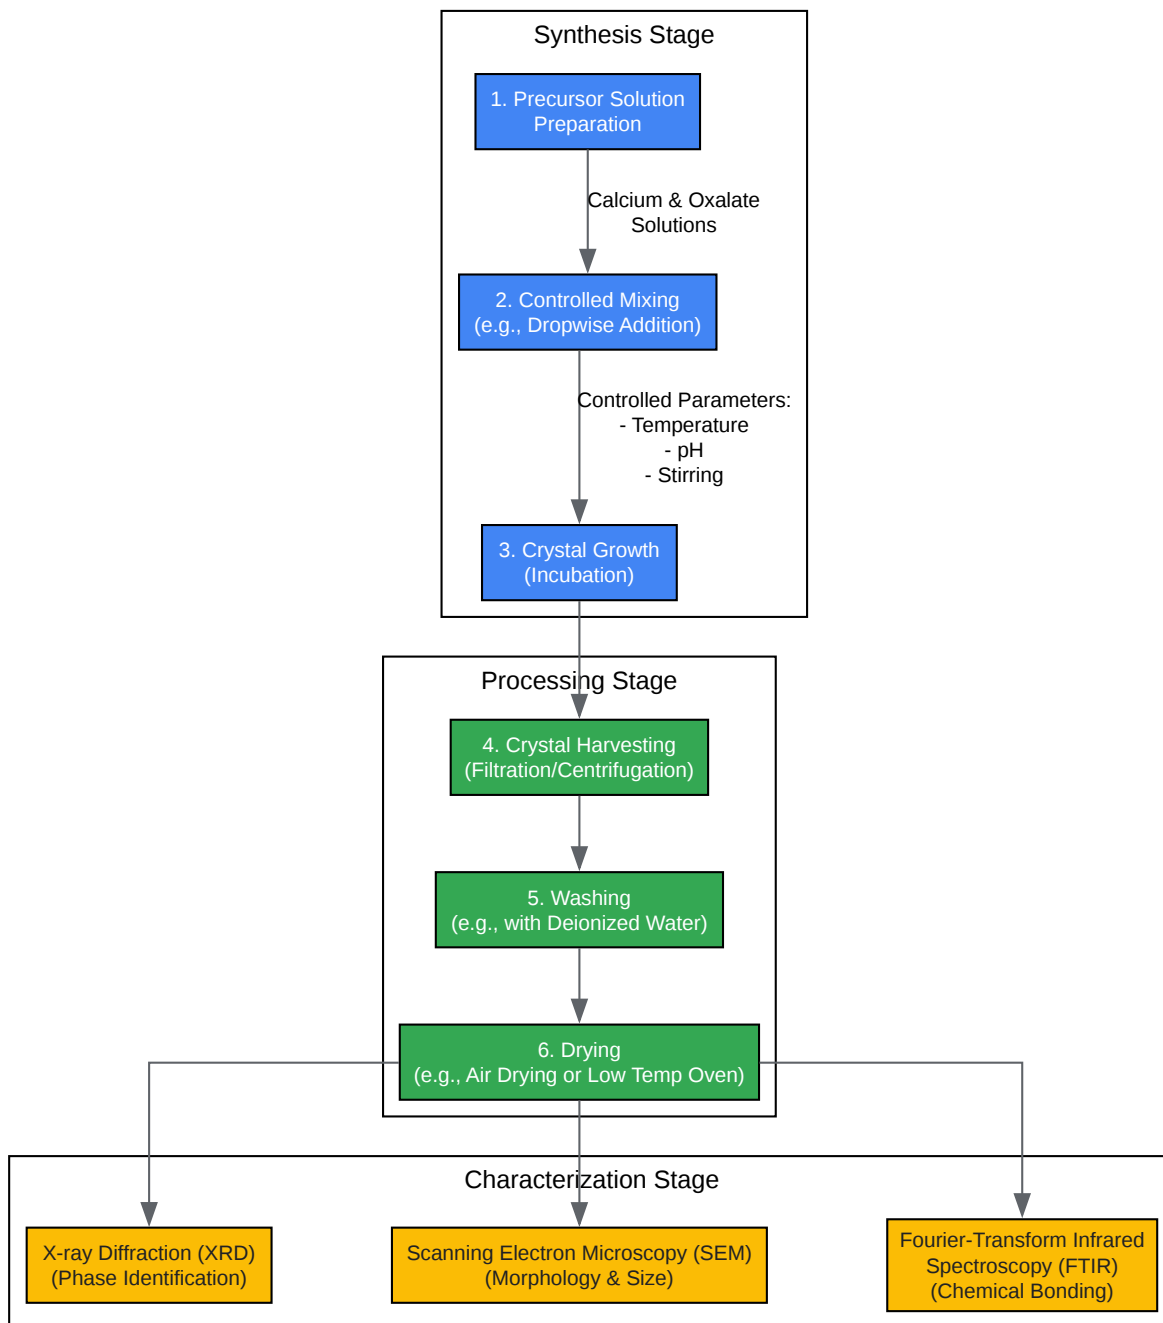 Synthesis Stage
1. Precursor Solution
Preparation
Calcium & Oxalate
Solutions
2. Controlled Mixing
(e.g., Dropwise Addition)
Controlled Parameters:
- Temperature
- pH
- Stirring
3. Crystal Growth
(Incubation)
Processing Stage
4. Crystal Harvesting
(Filtration/Centrifugation)
5. Washing
(e.g., with Deionized Water)
6. Drying
(e.g., Air Drying or Low Temp Oven)
Characterization Stage
X-ray Diffraction (XRD)
(Phase Identification)
Scanning Electron Microscopy (SEM)
(Morphology & Size)
Fourier-Transform Infrared
Spectroscopy (FTIR)
(Chemical Bonding)